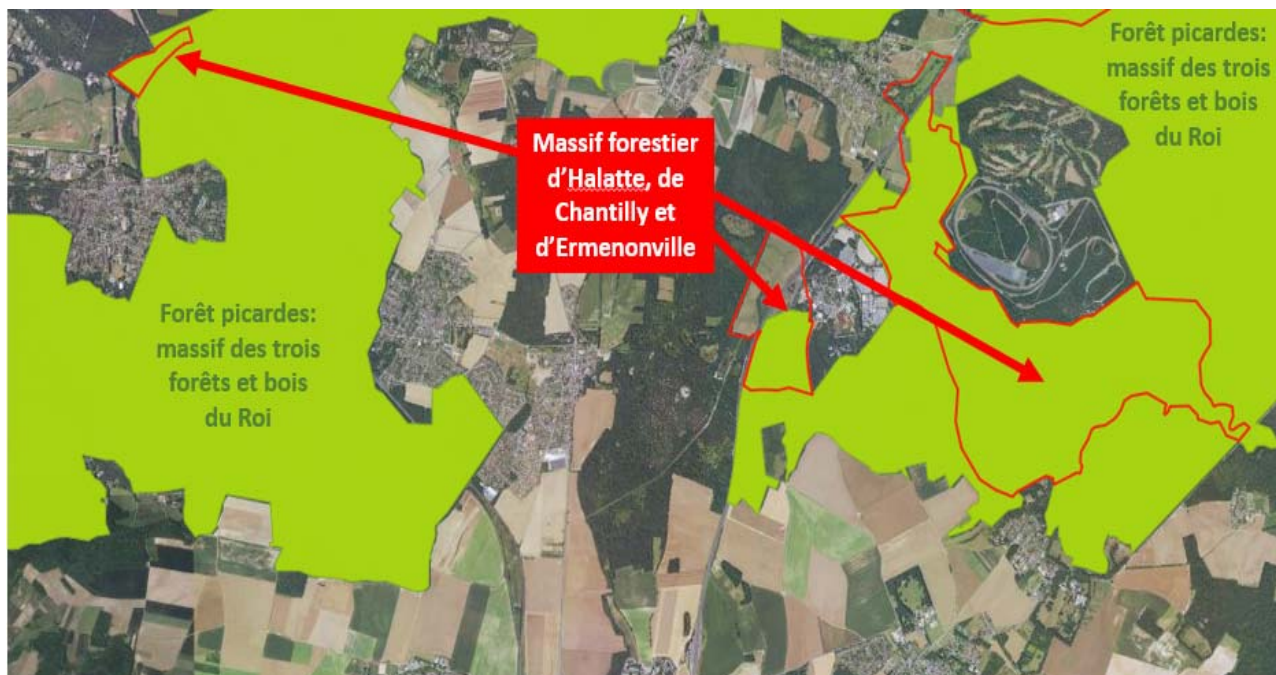 Forêt picardes:
massif des trois
forêts et bois
du Roi
Massif forestier
d’Halatte, de
Chantilly et
d’Ermenonville
Forêt picardes:
massif des trois
forêts et bois
du Roi